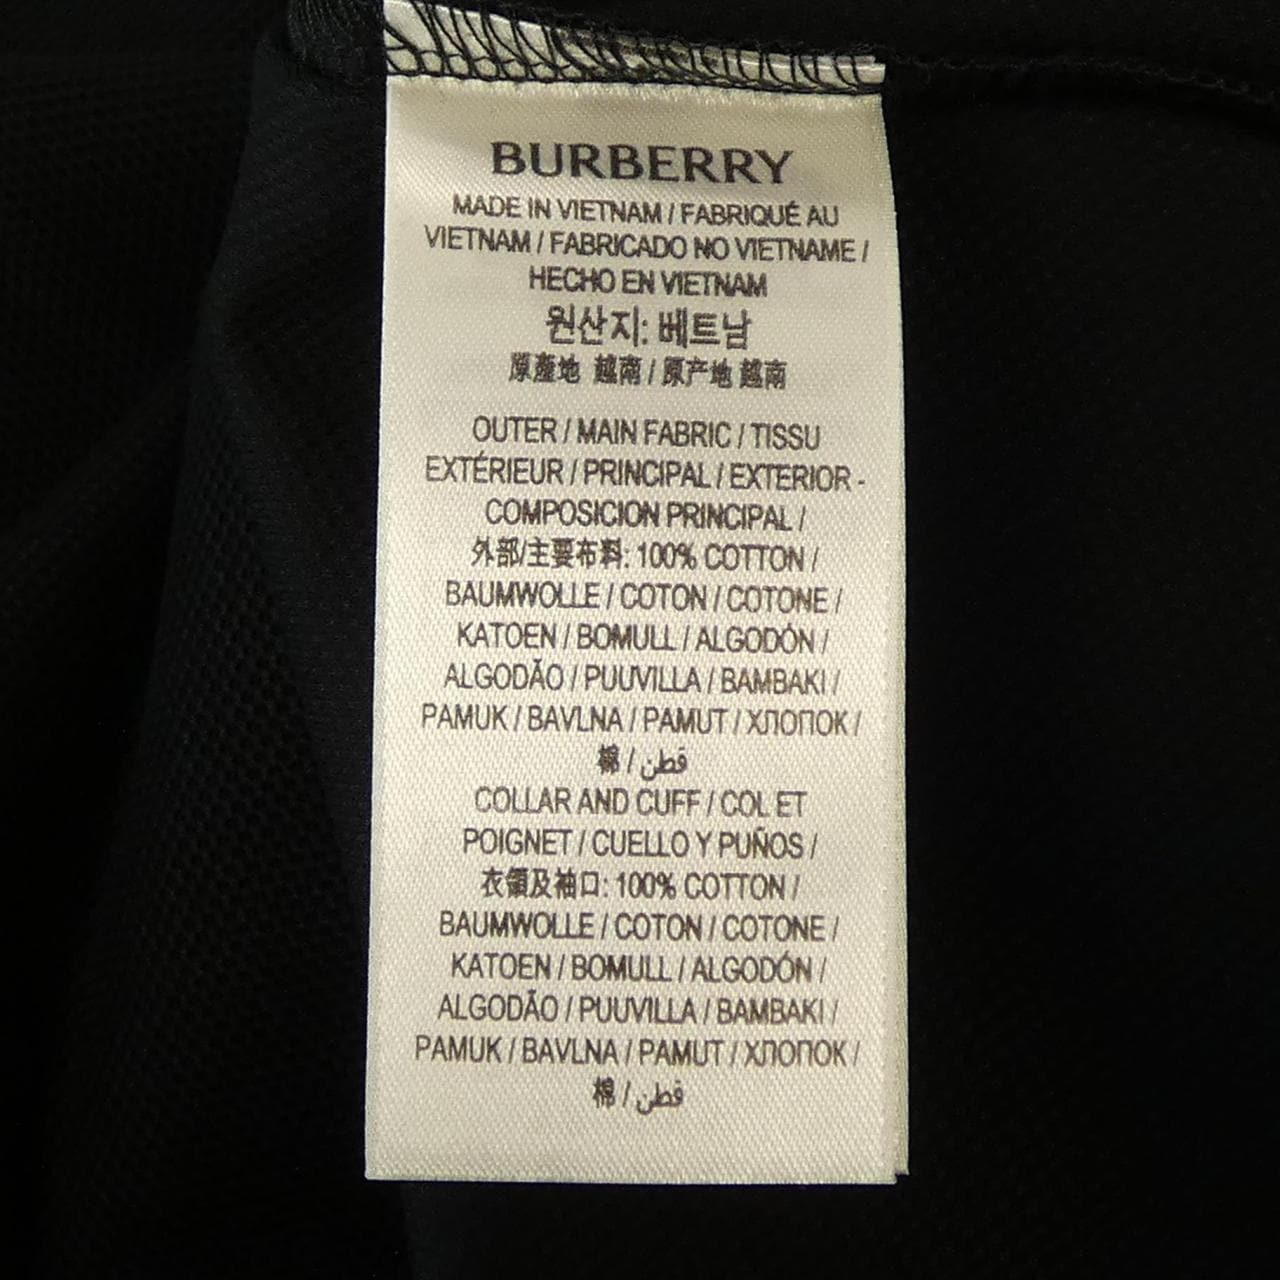 BURBERRY
MADE IN VIETNAM / FABRIQUÉ AU
VIETNAM / FABRICADO NO VIETNAME /
HECHO EN VIETNAM
원산지: 베트남
原產地 越南 / 原产地 越南
OUTER / MAIN FABRIC / TISSU
EXTÉRIEUR / PRINCIPAL / EXTERIOR -
COMPOSICION PRINCIPAL /
外部/主要布料: 100% COTTON /
BAUMWOLLE / COTON / COTONE /
KATOEN / BOMULL / ALGODÓN /
ALGODÃO / PUUVILLA / BAMBAKI /
PAMUK / BAVLNA / PAMUT / ХЛОПОК /
棉 / قطن
COLLAR AND CUFF / COL ET
POIGNET / CUELLO Y PUÑOS /
衣領及袖口: 100% COTTON /
BAUMWOLLE / COTON / COTONE /
KATOEN / BOMULL / ALGODÓN /
ALGODÃO / PUUVILLA / BAMBAKI /
PAMUK / BAVLNA / PAMUT / ХЛОПОК /
棉 / قطن